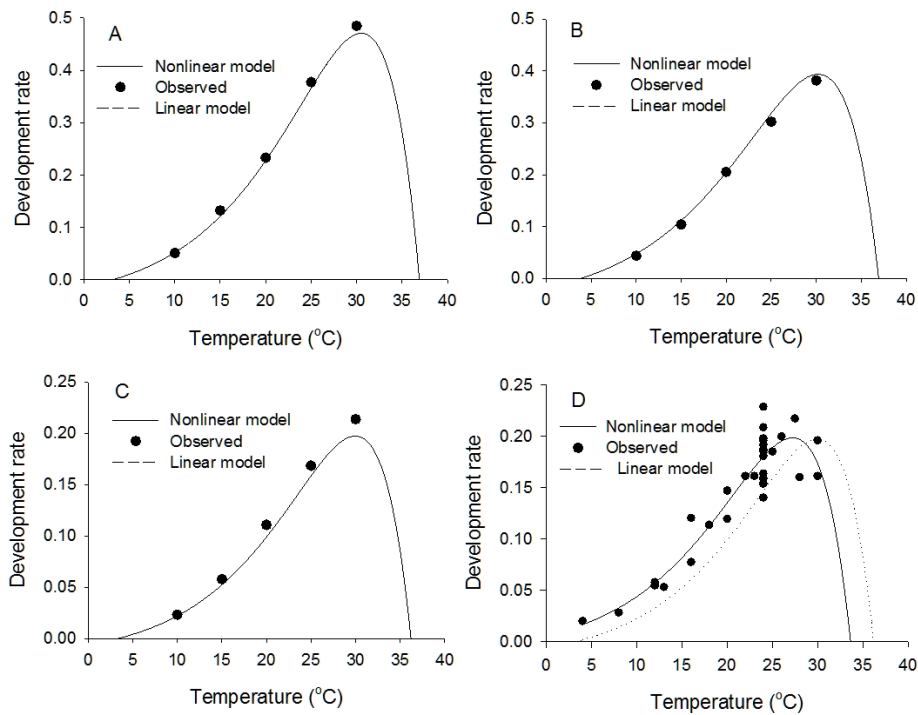 A
Nonlinear model
Observed
Linear model
Development rate
0.5
0.4
0.3
0.2
0.1
0.0
0 5 10 15 20 25 30 35 40
Temperature (°C)
B
Nonlinear model
Observed
Linear model
Development rate
0.5
0.4
0.3
0.2
0.1
0.0
0 5 10 15 20 25 30 35 40
Temperature (°C)
C
Nonlinear model
Observed
Linear model
Development rate
0.25
0.20
0.15
0.10
0.05
0.00
0 5 10 15 20 25 30 35 40
Temperature (°C)
D
Nonlinear model
Observed
Linear model
Development rate
0.25
0.20
0.15
0.10
0.05
0.00
0 5 10 15 20 25 30 35 40
Temperature (°C)